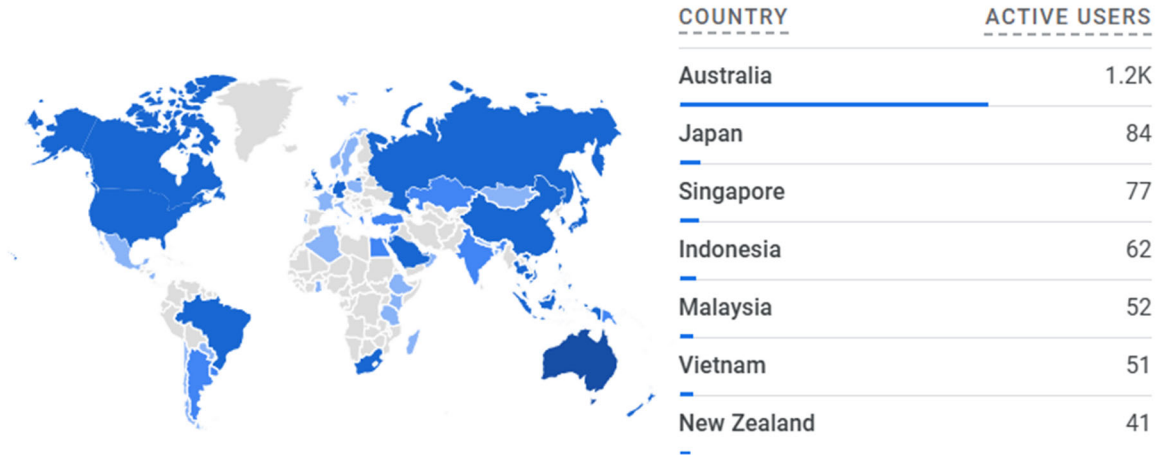 COUNTRY ACTIVE USERS
Australia 1.2K
Japan 84
Singapore 77
Indonesia 62
Malaysia 52
Vietnam 51
New Zealand 41